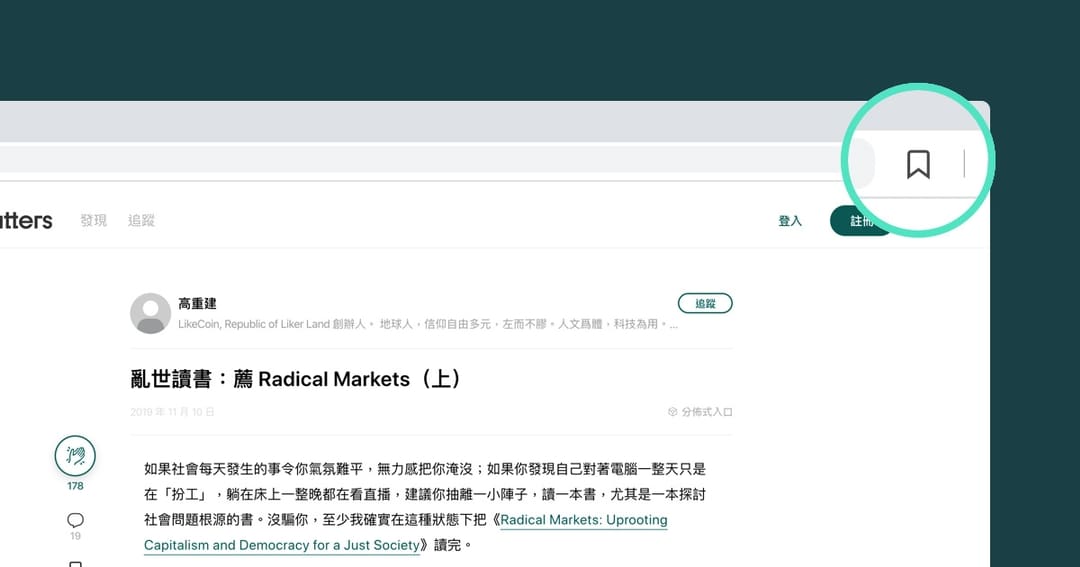 tters 發現 追蹤 登入 註冊
高重建 追蹤
LikeCoin, Republic of Liker Land 創辦人。 地球人，信仰自由多元，左而不膠。人文爲體，科技為用。...
亂世讀書：薦 Radical Markets（上）
2019 年 11 月 10 日 分佈式入口
如果社會每天發生的事令你氣氛難平，無力感把你淹沒；如果你發現自己對著電腦一整天只是
在「扮工」，躺在床上一整晚都在看直播，建議你抽離一小陣子，讀一本書，尤其是一本探討
社會問題根源的書。沒騙你，至少我確實在這種狀態下把《Radical Markets: Uprooting
Capitalism and Democracy for a Just Society》讀完。
178
19